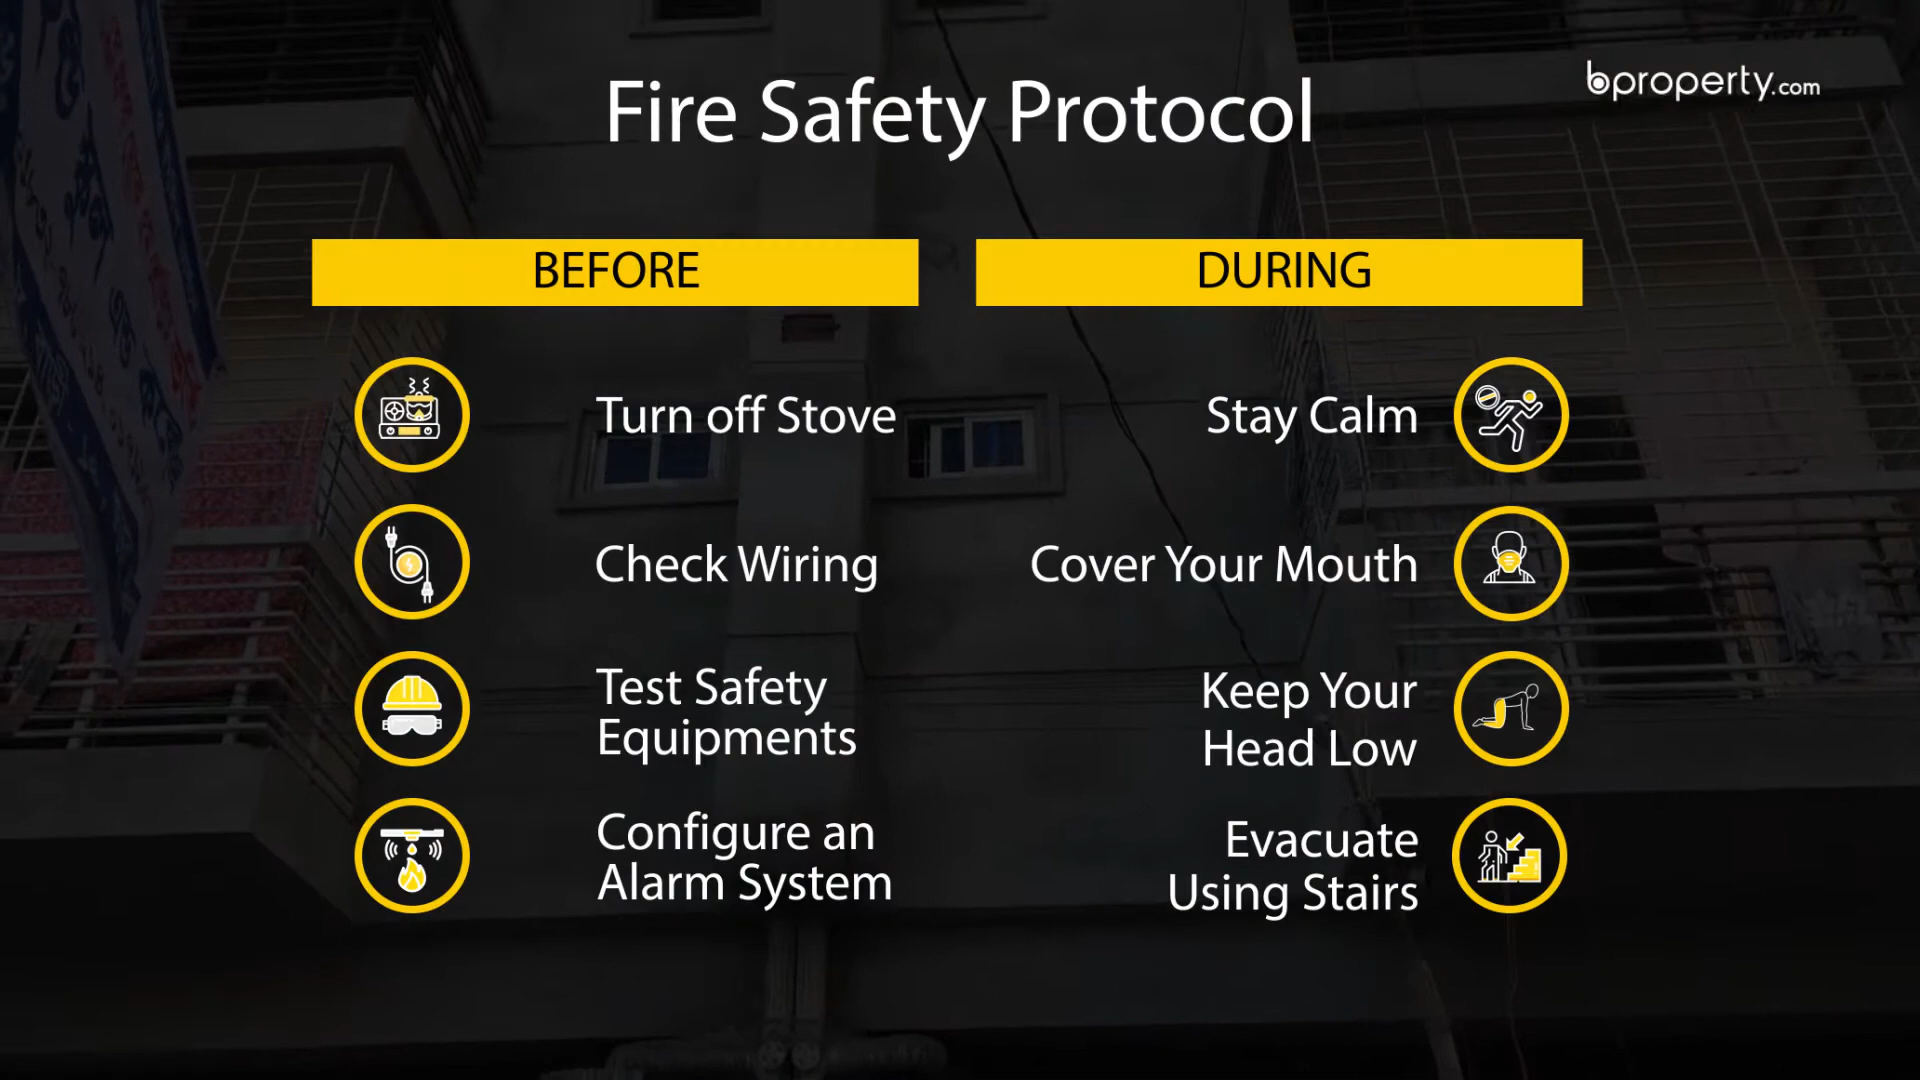 Fire Safety Protocol
bproperty.com
BEFORE
Turn off Stove
Check Wiring
Test Safety
Equipments
Configure an
Alarm System
DURING
Stay Calm
Cover Your Mouth
Keep Your
Head Low
Evacuate
Using Stairs